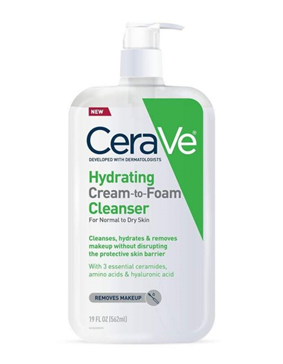 NEW
CeraVe
DEVELOPED WITH DERMATOLOGISTS
Hydrating
Cream-to-Foam
Cleanser
For Normal to Dry Skin
Cleanses, hydrates & removes
makeup without disrupting
the protective skin barrier
With 3 essential ceramides,
amino acids & hyaluronic acid
REMOVES MAKEUP
19 FL OZ (562ml)